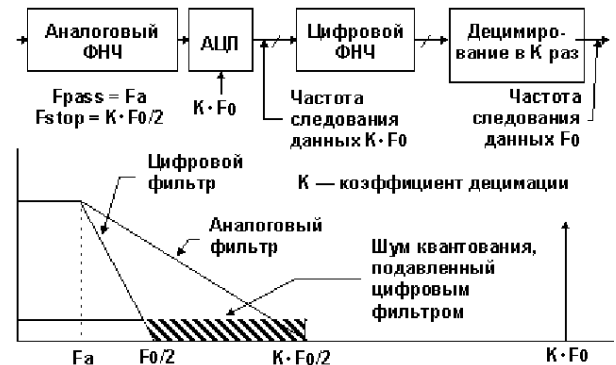 Аналоговый
ФНЧ
АЦП
Цифровой
ФНЧ
Децимиро-
вание в К раз
Fpass = Fa
Fstop = K·F0/2
K·F0
Частота
следования
данных K·F0
Частота
следования
данных F0
Цифровой
фильтр
K — коэффициент децимации
Аналоговый
фильтр
Шум квантования,
подавленный
цифровым
фильтром
Fa
F0/2
K·F0/2
K·F0